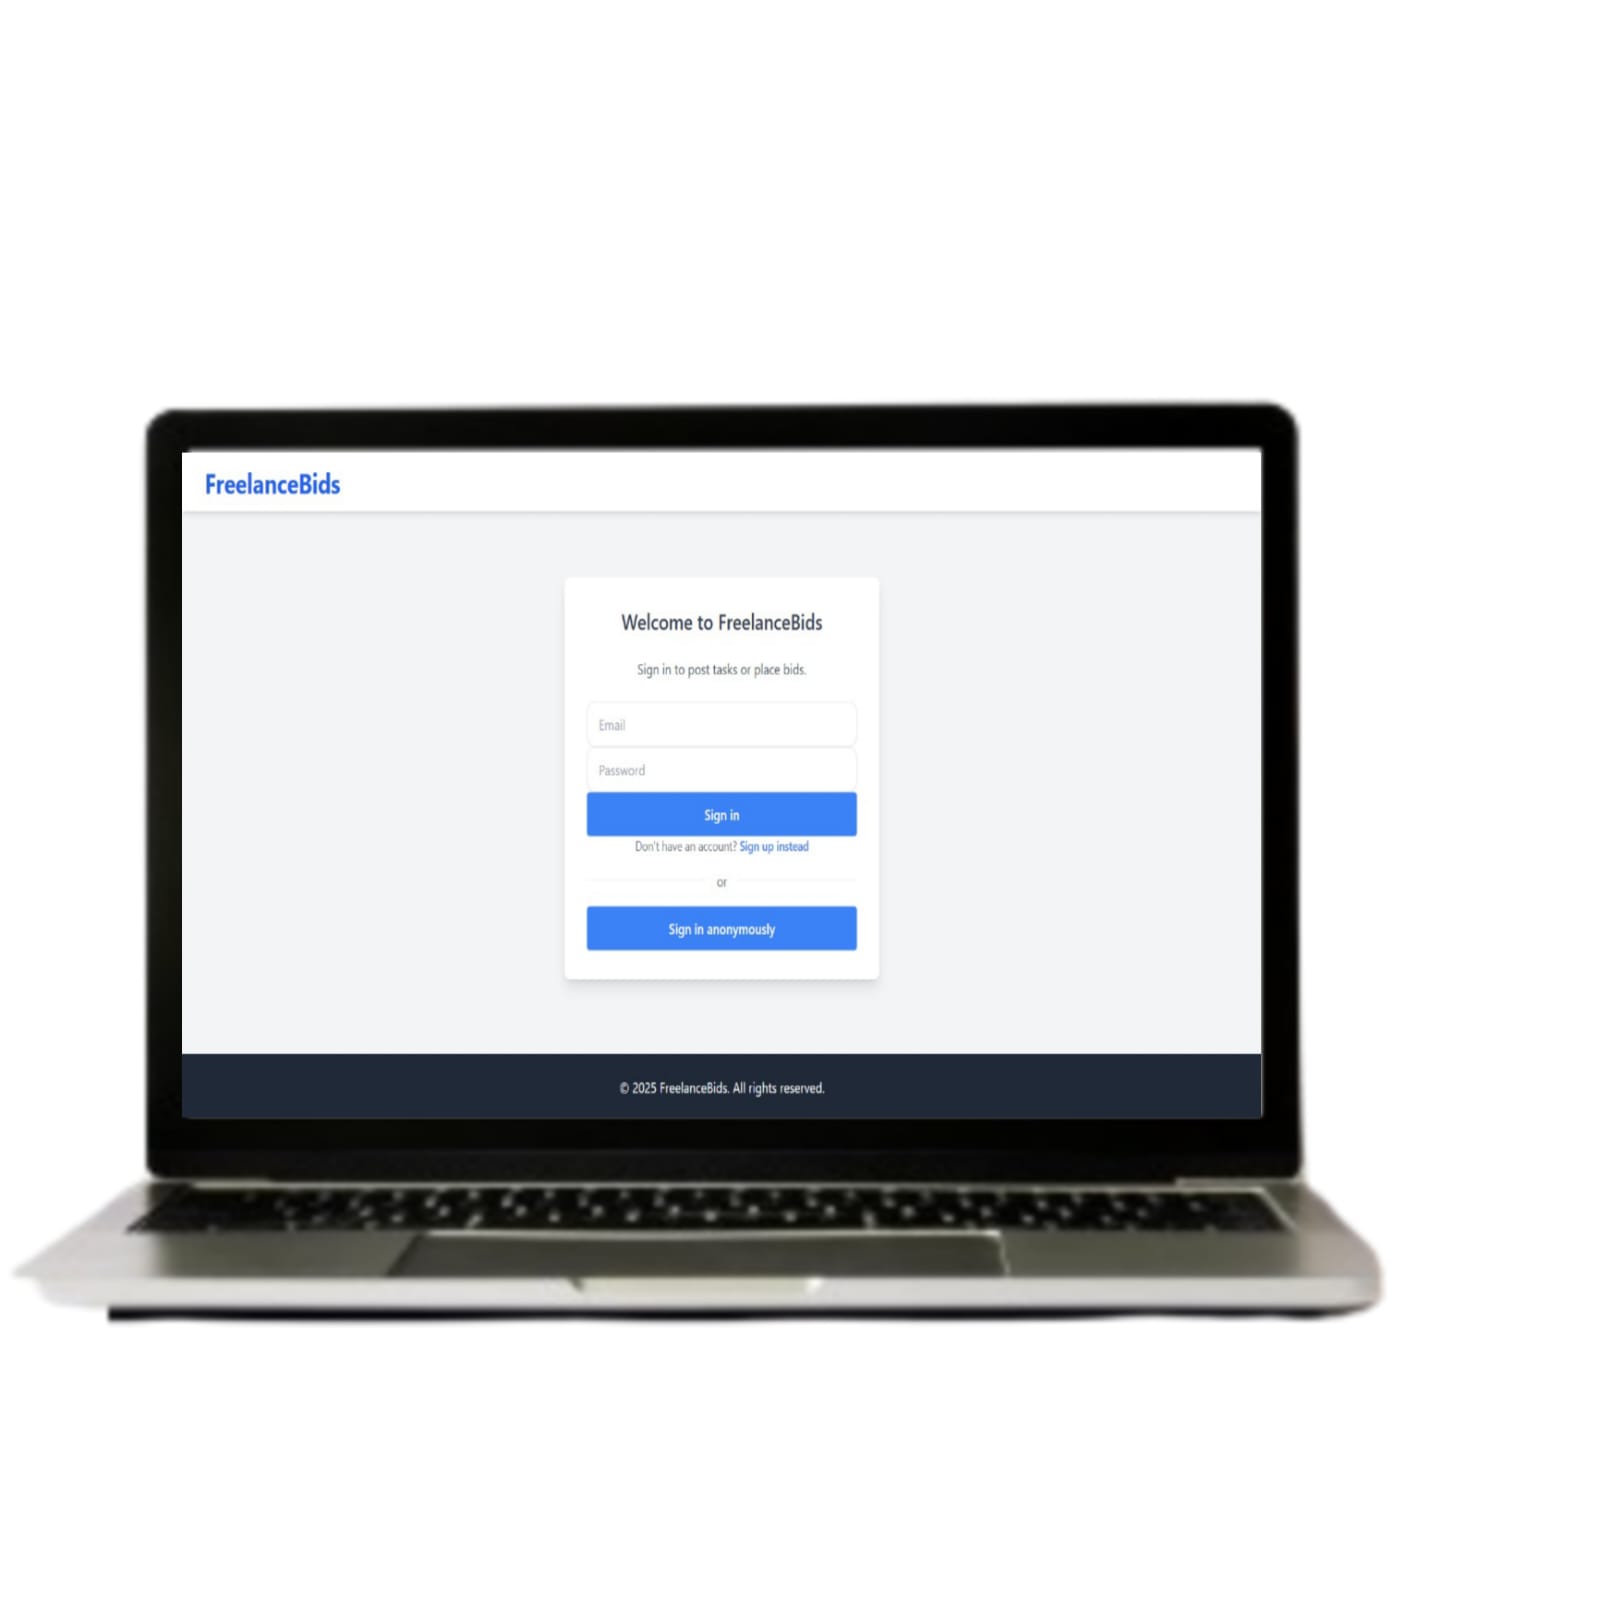 FreelanceBids
Welcome to FreelanceBids
Sign in to post tasks or place bids.
Email
Password
Sign in
Don't have an account? Sign up instead
or
Sign in anonymously
© 2025 FreelanceBids. All rights reserved.